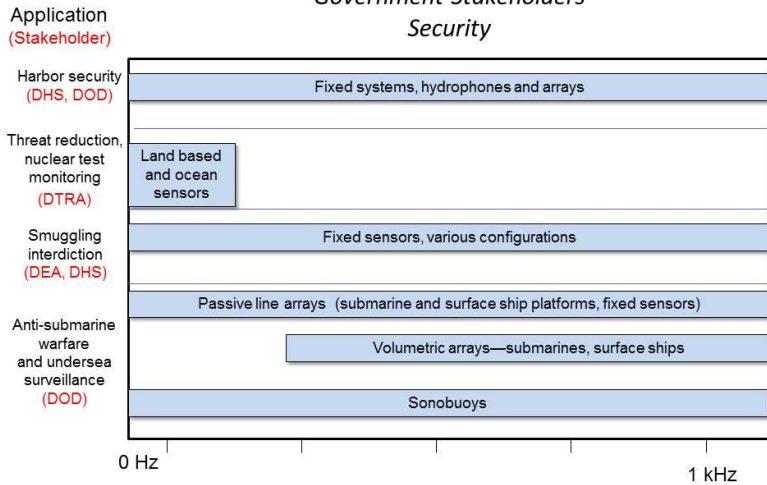 Government Stakeholders
Security
Application
(Stakeholder)
Harbor security
(DHS, DOD)
Fixed systems, hydrophones and arrays
Threat reduction,
nuclear test
monitoring
(DTRA)
Land based
and ocean
sensors
Smuggling
interdiction
(DEA, DHS)
Fixed sensors, various configurations
Anti-submarine
warfare
and undersea
surveillance
(DOD)
Passive line arrays (submarine and surface ship platforms, fixed sensors)
Volumetric arrays—submarines, surface ships
Sonobuoys
0 Hz
1 kHz